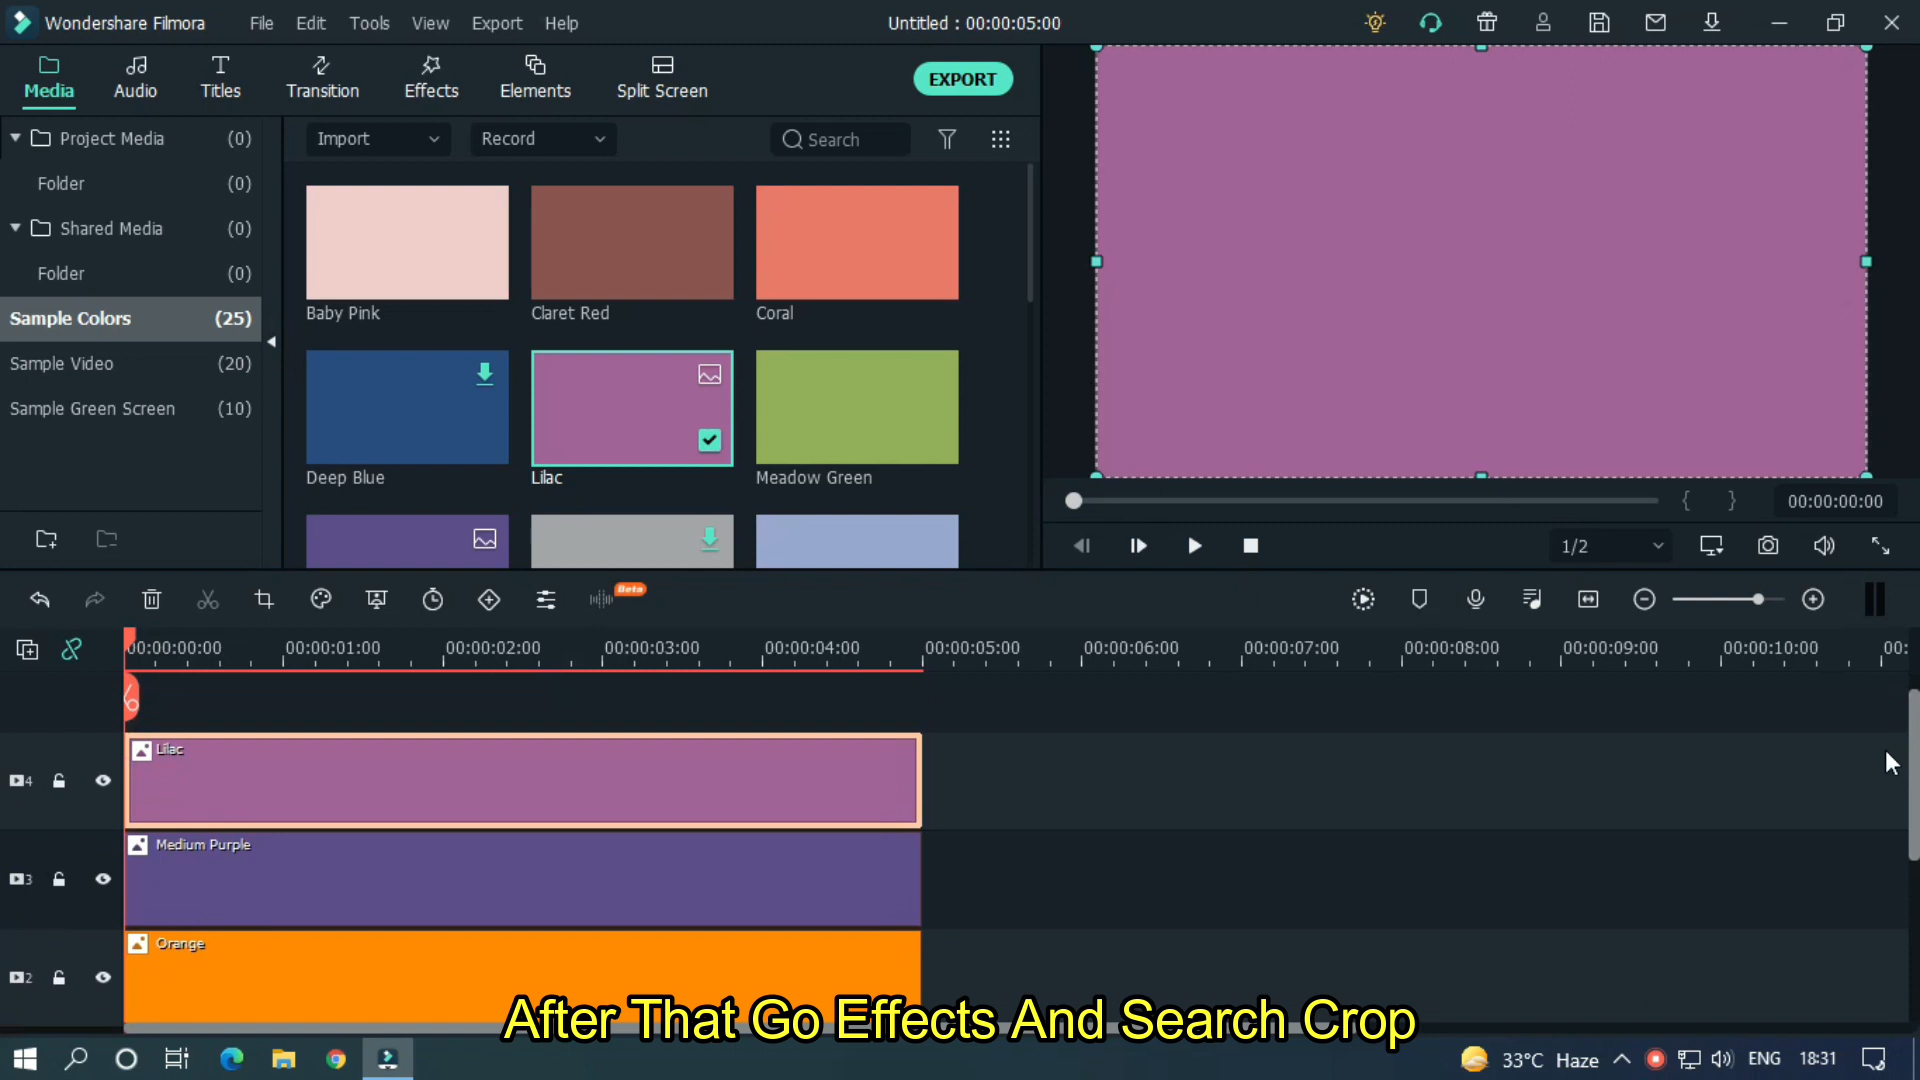 Wondershare Filmora File Edit Tools View Export Help Untitled : 00:00:05:00
Media Audio Titles Transition Effects Elements Split Screen EXPORT
Project Media (0) Import Record Search
Folder (0)
Shared Media (0)
Folder (0)
Sample Colors (25)
Sample Video (20)
Sample Green Screen (10)
Baby Pink Claret Red Coral
Deep Blue Lilac Meadow Green
00:00:00:00
1/2
Beta
00:00:00:00 00:00:01:00 00:00:02:00 00:00:03:00 00:00:04:00 00:00:05:00 00:00:06:00 00:00:07:00 00:00:08:00 00:00:09:00 00:00:10:00 00:
Lilac
4
Medium Purple
3
Orange
2
After That Go Effects And Search Crop
33°C Haze ENG 18:31